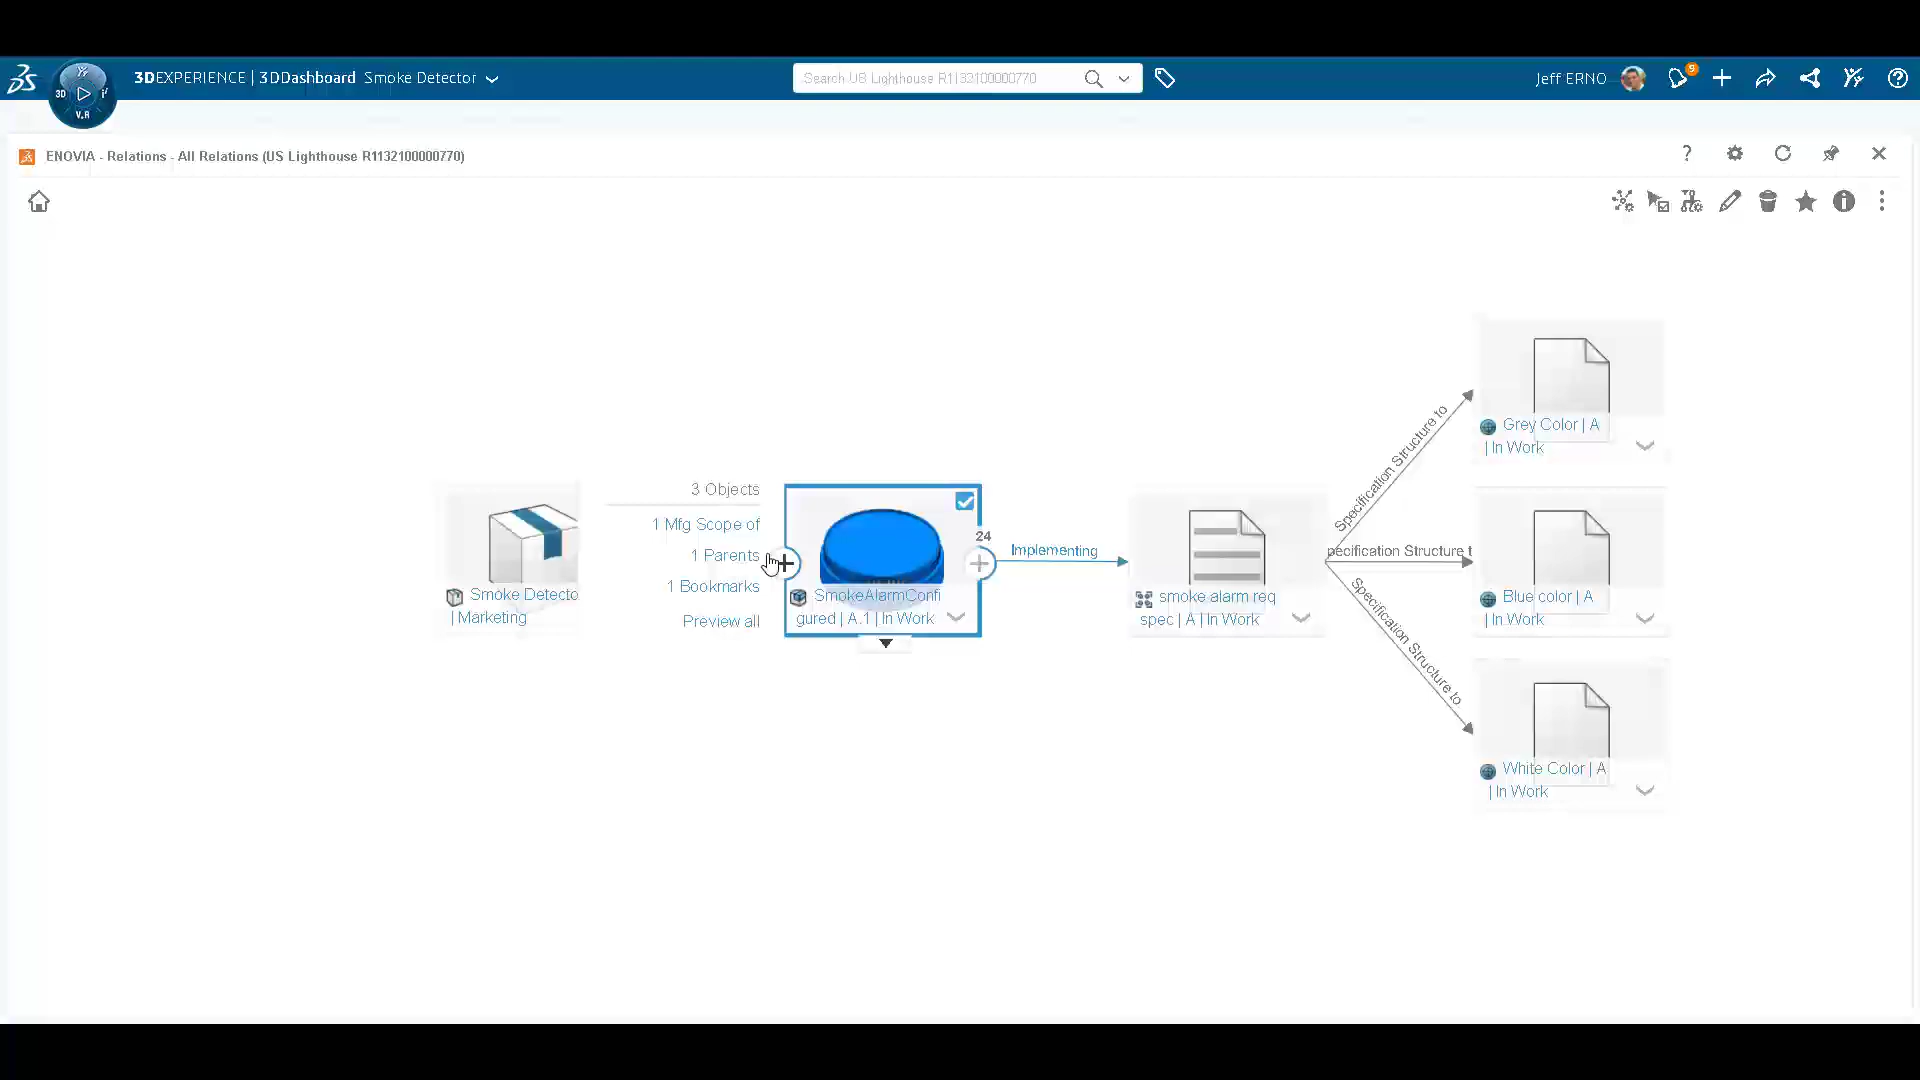 3DEXPERIENCE | 3DDashboard Smoke Detector
Search US Lighthouse R1132100000770
Jeff ERNO
9
3D
V.R
ENOVIA - Relations - All Relations (US Lighthouse R1132100000770)
3 Objects
1 Mfg Scope of
1 Parents
1 Bookmarks
Preview all
Smoke Detecto
| Marketing
24
SmokeAlarmConfi
gured | A.1 | In Work
Implementing
smoke alarm req
spec | A | In Work
Specification Structure to
pecification Structure t
Specification Structure to
Grey Color | A
| In Work
Blue color | A
| In Work
White Color | A
| In Work